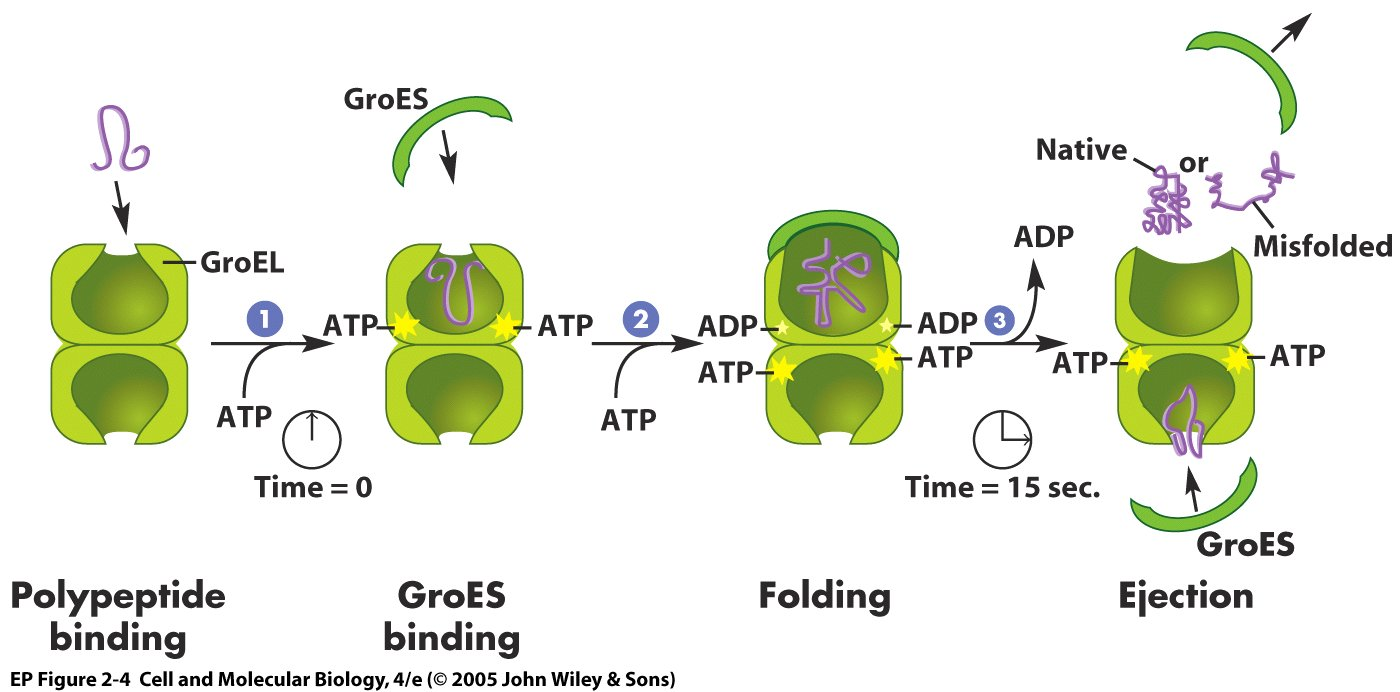 GroES
Native
or
Misfolded
GroEL
ADP
1
ATP
ATP
2
ADP
ADP
3
ATP
ATP
ATP
ATP
ATP
ATP
Time = 0
Time = 15 sec.
GroES
Polypeptide
binding
GroES
binding
Folding
Ejection
EP Figure 2-4 Cell and Molecular Biology, 4/e (© 2005 John Wiley & Sons)